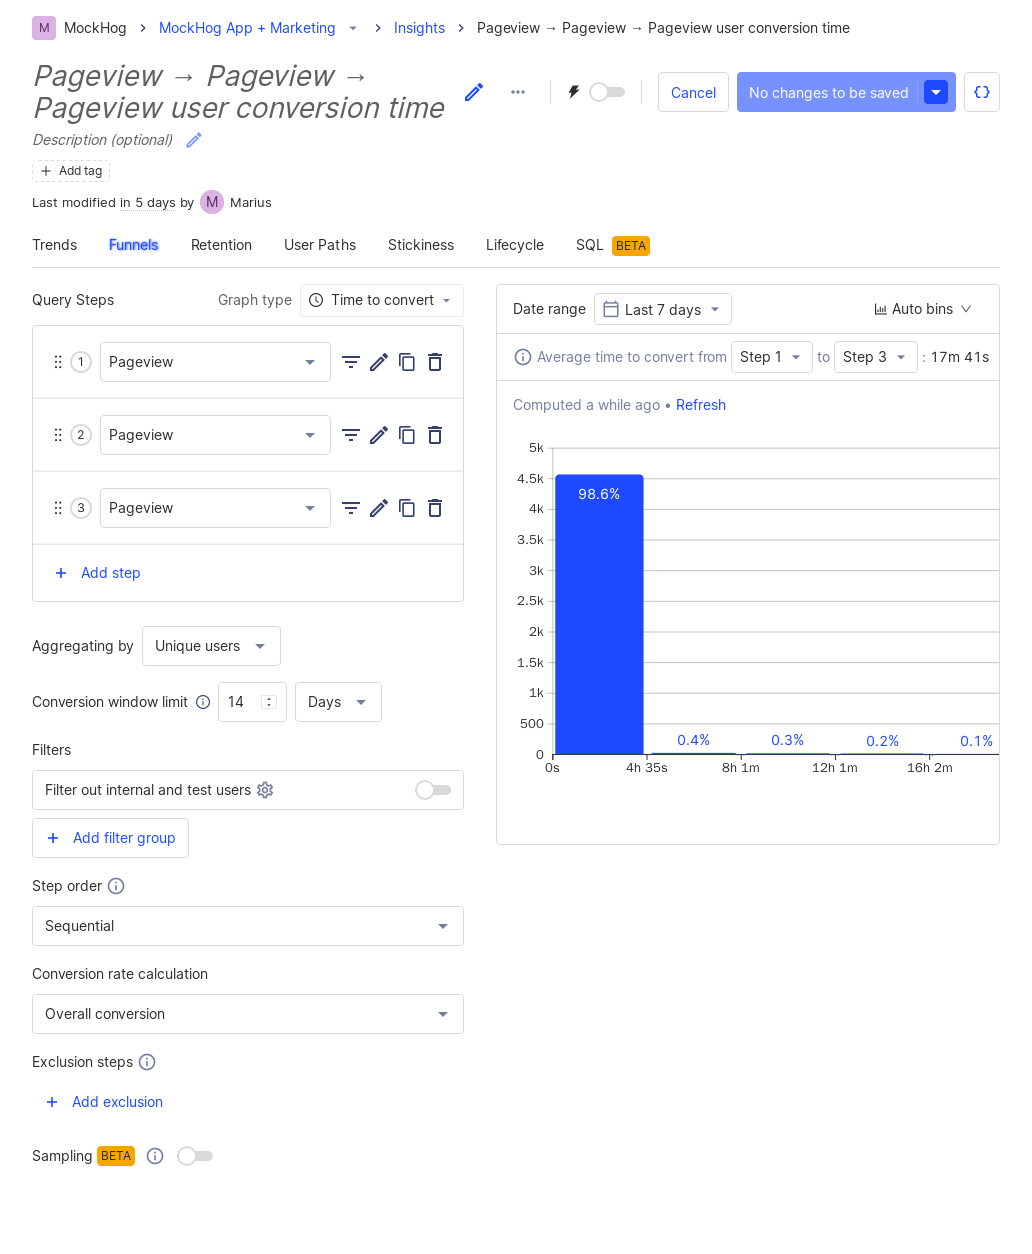 M MockHog > MockHog App + Marketing > Insights > Pageview → Pageview → Pageview user conversion time
Pageview → Pageview →
Pageview user conversion time
Cancel
No changes to be saved
Description (optional)
Add tag
Last modified in 5 days by M Marius
Trends Funnels Retention User Paths Stickiness Lifecycle SQL BETA
Query Steps
Graph type Time to convert
1 Pageview
2 Pageview
3 Pageview
Add step
Aggregating by Unique users
Conversion window limit 14 Days
Filters
Filter out internal and test users
Add filter group
Step order
Sequential
Conversion rate calculation
Overall conversion
Exclusion steps
Add exclusion
Sampling BETA
Date range Last 7 days
Auto bins
Average time to convert from Step 1 to Step 3 : 17m 41s
Computed a while ago • Refresh
5k
4.5k
4k
3.5k
3k
2.5k
2k
1.5k
1k
500
0
98.6%
0.4%
0.3%
0.2%
0.1%
0s 4h 35s 8h 1m 12h 1m 16h 2m